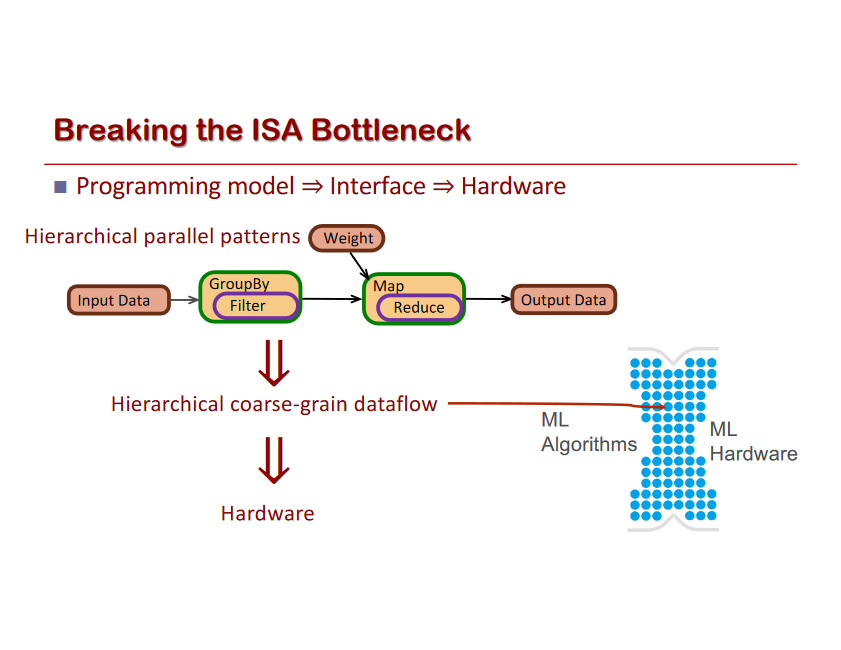 Breaking the ISA Bottleneck
Programming model ⇒ Interface ⇒ Hardware
Hierarchical parallel patterns
Weight
Input Data
GroupBy
Filter
Map
Reduce
Output Data
Hierarchical coarse-grain dataflow
ML
Algorithms
ML
Hardware
Hardware